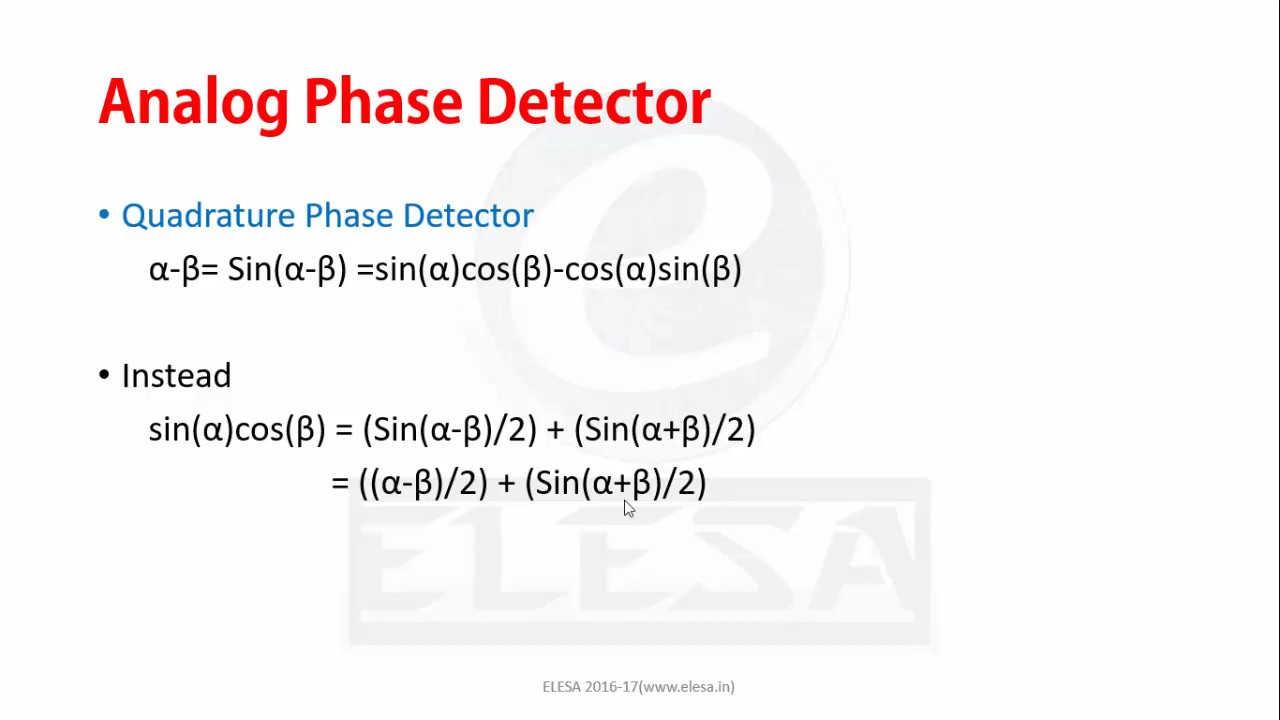 Analog Phase Detector
• Quadrature Phase Detector
α-β= Sin(α-β) =sin(α)cos(β)-cos(α)sin(β)
• Instead
sin(α)cos(β) = (Sin(α-β)/2) + (Sin(α+β)/2)
= ((α-β)/2) + (Sin(α+β)/2)
ELESA
ELESA 2016-17(www.elesa.in)